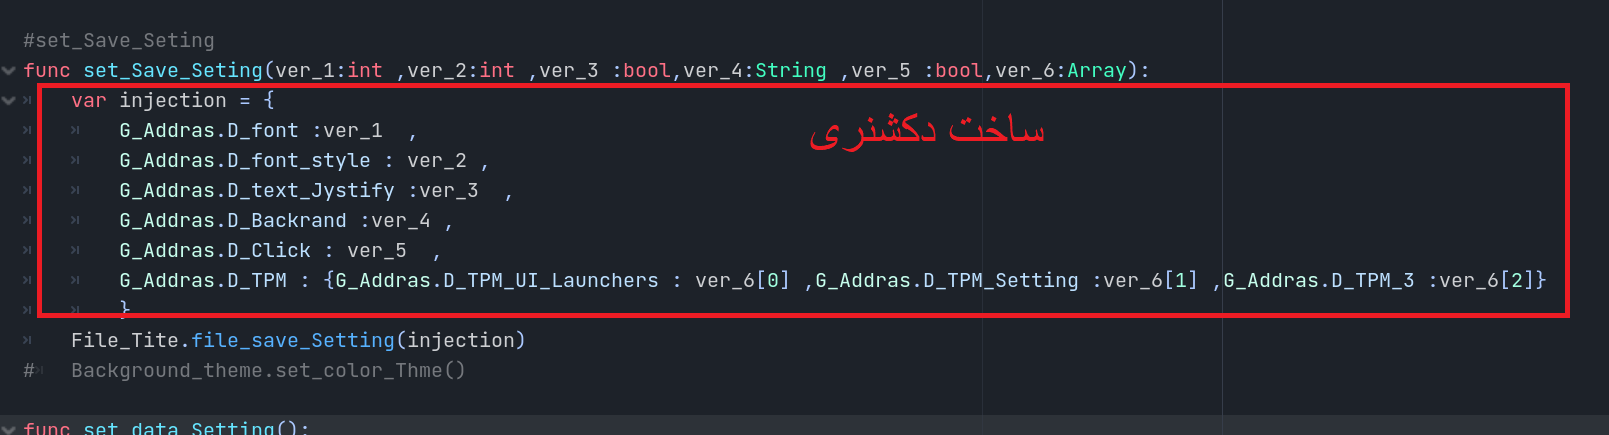 #set_Save_Seting
func set_Save_Seting(ver_1:int ,ver_2:int ,ver_3 :bool,ver_4:String ,ver_5 :bool,ver_6:Array):
var injection = {
G_Addras.D_font :ver_1  ,
ساخت دکشنری
G_Addras.D_font_style : ver_2 ,
G_Addras.D_text_Jystify :ver_3  ,
G_Addras.D_Backrand :ver_4 ,
G_Addras.D_Click : ver_5  ,
G_Addras.D_TPM : {G_Addras.D_TPM_UI_Launchers : ver_6[0] ,G_Addras.D_TPM_Setting :ver_6[1] ,G_Addras.D_TPM_3 :ver_6[2]}
}
File_Tite.file_save_Setting(injection)
#   Background_theme.set_color_Thme()
func set_data_Setting():